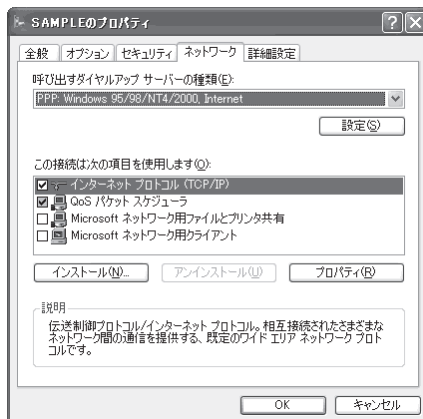 SAMPLEのプロパティ
全般 オプション セキュリティ ネットワーク 詳細設定
呼び出すダイヤルアップ サーバーの種類(E):
PPP: Windows 95/98/NT4/2000, Internet
設定(S)
この接続は次の項目を使用します(O):
インターネット プロトコル (TCP/IP)
QoS パケット スケジューラ
Microsoft ネットワーク用ファイルとプリンタ共有
Microsoft ネットワーク用クライアント
インストール(N)... アンインストール(U) プロパティ(R)
説明
伝送制御プロトコル/インターネット プロトコル。相互接続されたさまざまな
ネットワーク間の通信を提供する、既定のワイド エリア ネットワーク プロト
コルです。
OK キャンセル